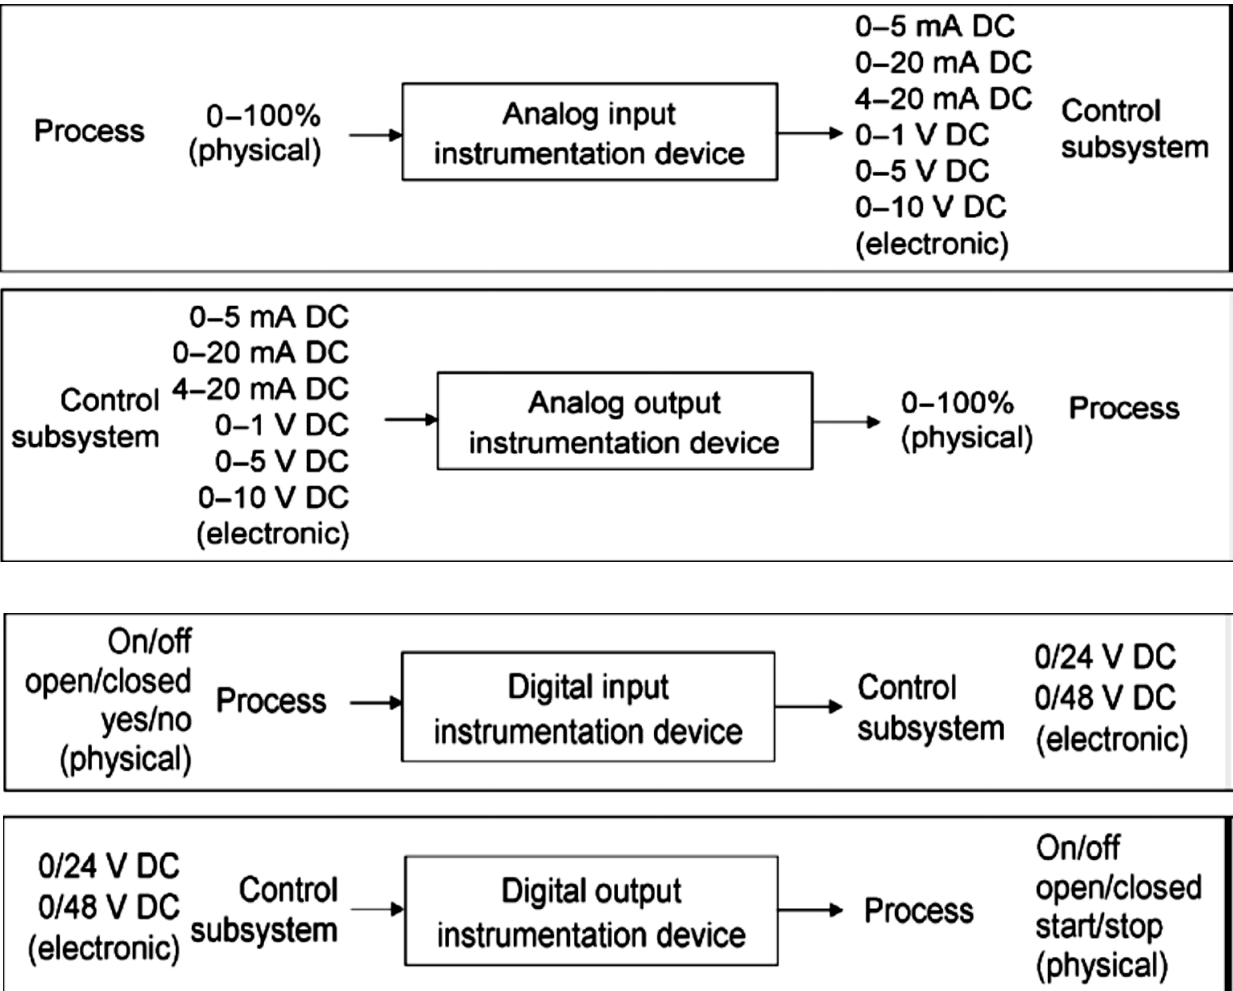 Process
0–100%
(physical)
Analog input
instrumentation device
0–5 mA DC
0–20 mA DC
4–20 mA DC
0–1 V DC
0–5 V DC
0–10 V DC
(electronic)
Control
subsystem
Control
subsystem
0–5 mA DC
0–20 mA DC
4–20 mA DC
0–1 V DC
0–5 V DC
0–10 V DC
(electronic)
Analog output
instrumentation device
0–100%
(physical)
Process
On/off
open/closed
yes/no
(physical)
Process
Digital input
instrumentation device
Control
subsystem
0/24 V DC
0/48 V DC
(electronic)
0/24 V DC
0/48 V DC
(electronic)
Control
subsystem
Digital output
instrumentation device
Process
On/off
open/closed
start/stop
(physical)